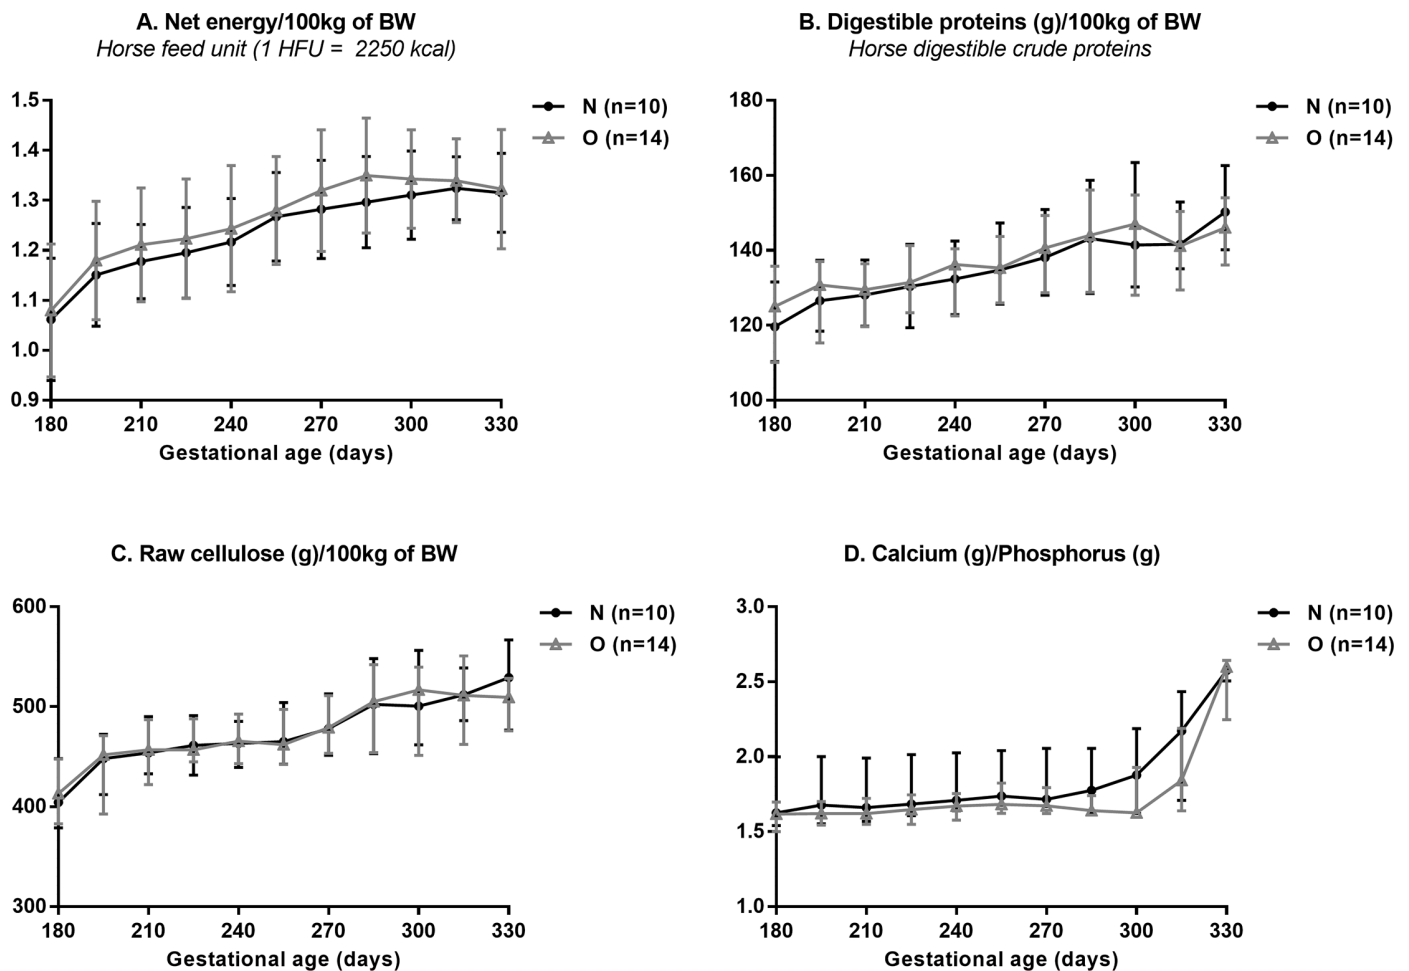 A. Net energy/100kg of BW
Horse feed unit (1 HFU = 2250 kcal)
1.5
1.4
1.3
1.2
1.1
1.0
0.9
180 210 240 270 300 330
Gestational age (days)
N (n=10)
O (n=14)
B. Digestible proteins (g)/100kg of BW
Horse digestible crude proteins
180
160
140
120
100
180 210 240 270 300 330
Gestational age (days)
N (n=10)
O (n=14)
C. Raw cellulose (g)/100kg of BW
600
500
400
300
180 210 240 270 300 330
Gestational age (days)
N (n=10)
O (n=14)
D. Calcium (g)/Phosphorus (g)
3.0
2.5
2.0
1.5
1.0
180 210 240 270 300 330
Gestational age (days)
N (n=10)
O (n=14)